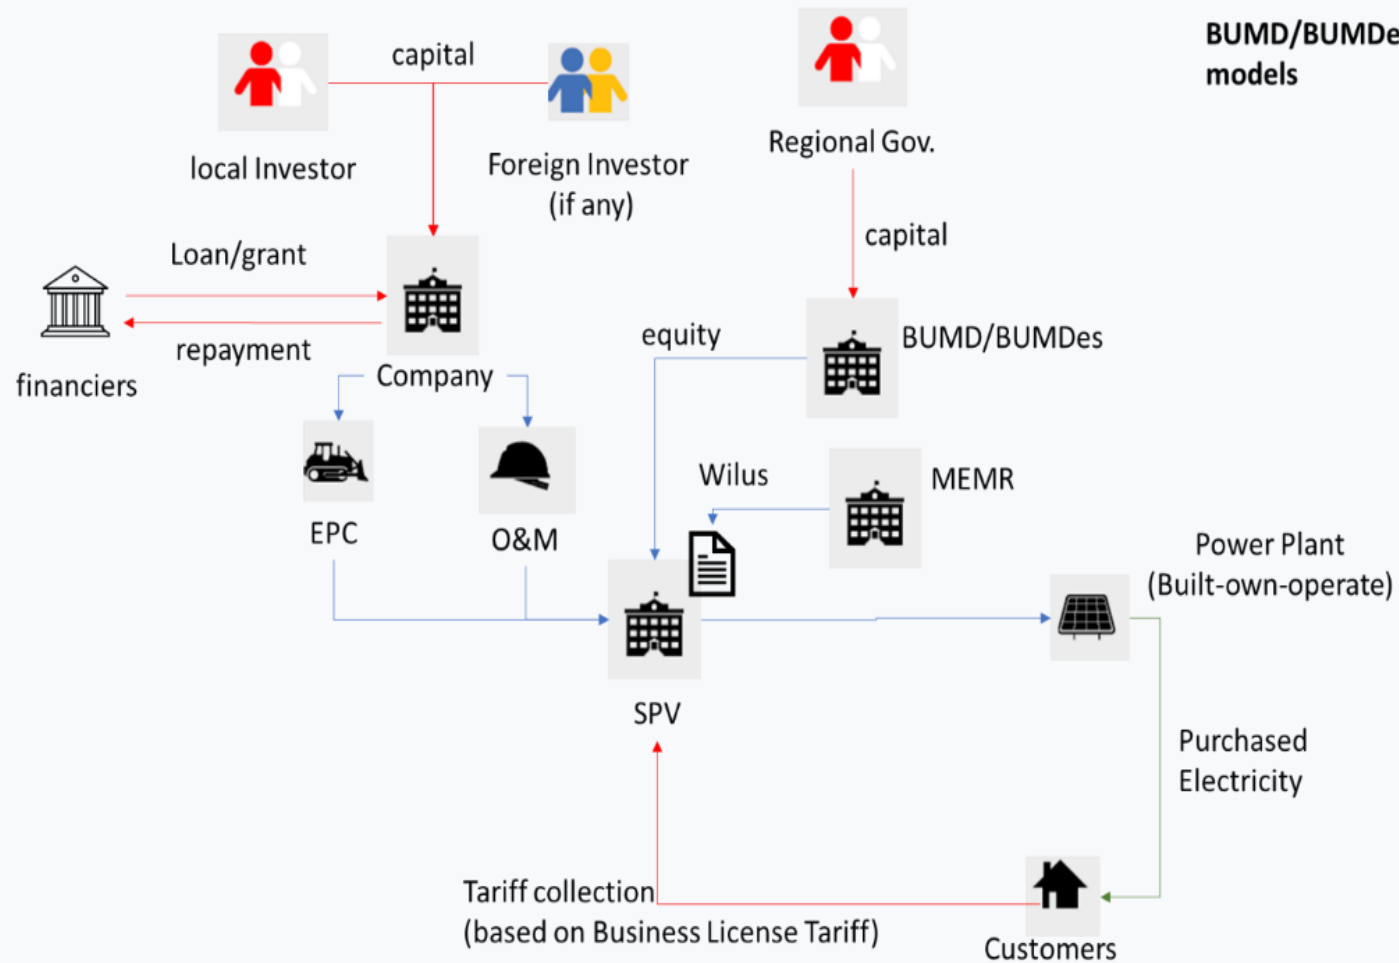 BUMD/BUMDe
models
capital
local Investor
Foreign Investor
(if any)
Regional Gov.
capital
Loan/grant
repayment
financiers
Company
equity
BUMD/BUMDes
EPC
O&M
Wilus
MEMR
SPV
Power Plant
(Built-own-operate)
Purchased
Electricity
Tariff collection
(based on Business License Tariff)
Customers